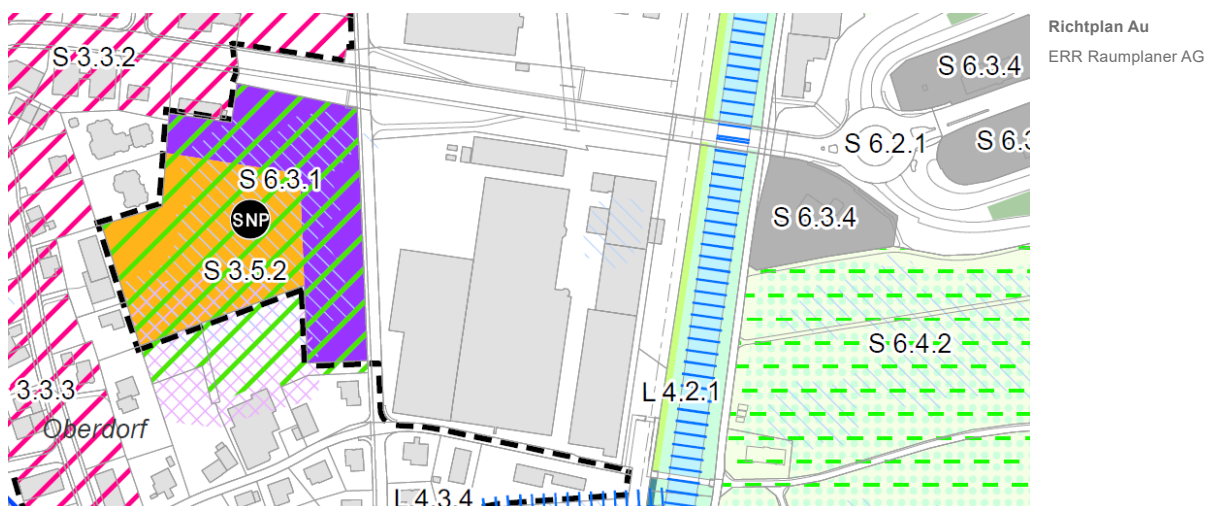 Richtplan Au
ERR Raumplaner AG
S 3.3.2
S 6.3.4
S 6.2.1
S 6.3
S 6.3.1
SNP
S 6.3.4
S 3.5.2
S 6.4.2
3.3.3
L 4.2.1
Oberdorf
L 4.3.4